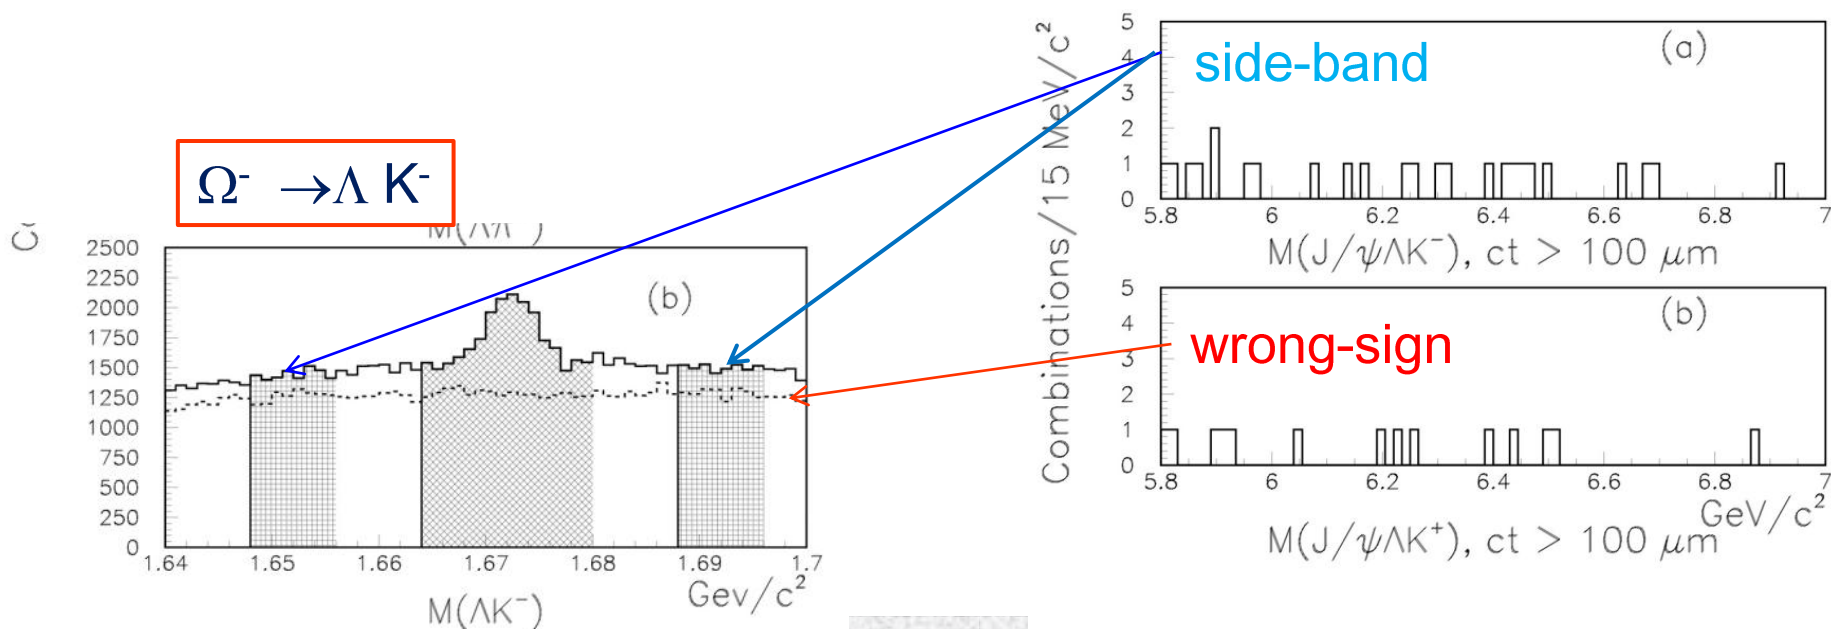 Ω⁻ →Λ K⁻
M(ΛΛ⁻)
(b)
2500
2250
2000
1750
1500
1250
1000
750
500
250
0
1.64 1.65 1.66 1.67 1.68 1.69 1.7
Gev/c²
M(ΛK⁻)
Combinations/15 MeV/c²
side-band
(a)
5
4
3
2
1
0
5.8 6 6.2 6.4 6.6 6.8 7
M(J/ψΛK⁻), ct > 100 μm
wrong-sign
(b)
5
4
3
2
1
0
5.8 6 6.2 6.4 6.6 6.8 7
GeV/c²
M(J/ψΛK⁺), ct > 100 μm